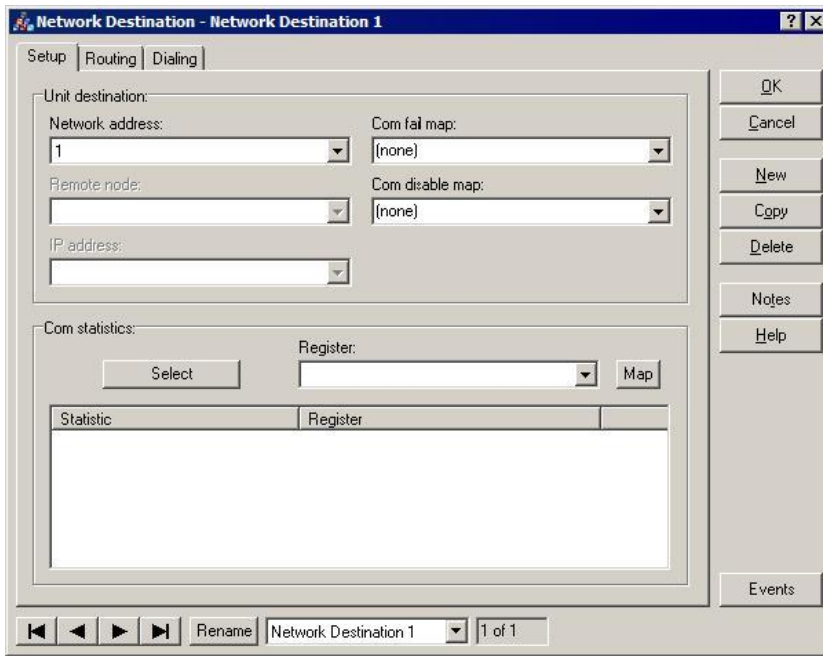 Network Destination - Network Destination 1
Setup Routing Dialing
Unit destination:
Network address: Com fail map:
1 (none)
Remote node: Com disable map:
(none)
IP address:
Com statistics:
Register:
Select Map
Statistic Register
OK
Cancel
New
Copy
Delete
Notes
Help
Events
Rename Network Destination 1 1 of 1